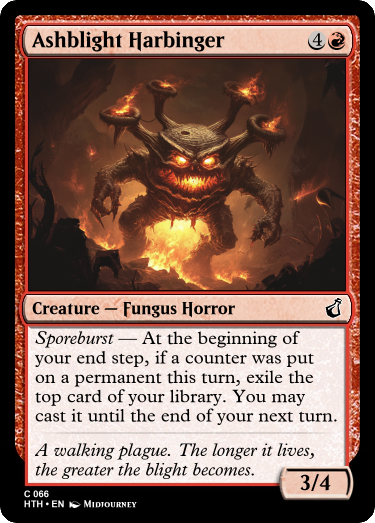 Ashblight Harbinger 4
Creature — Fungus Horror
Sporeburst — At the beginning of
your end step, if a counter was put
on a permanent this turn, exile the
top card of your library. You may
cast it until the end of your next turn.
A walking plague. The longer it lives,
the greater the blight becomes.
3/4
C 066
HTH • EN Midjourney